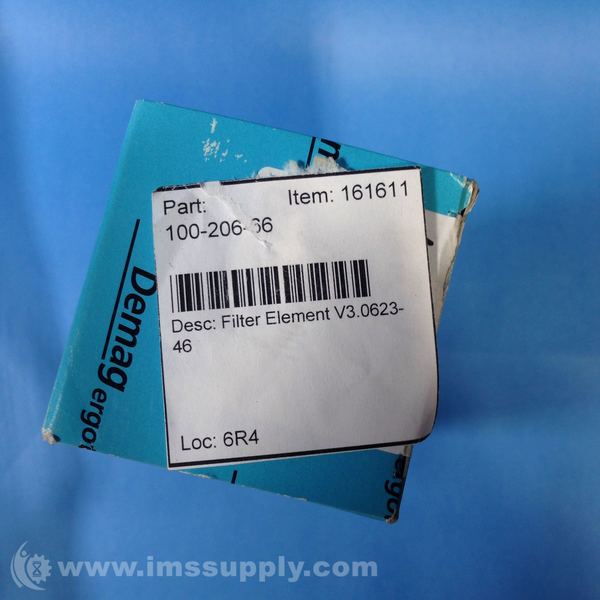 Part:
Item: 161611
100-206-66
Desc: Filter Element V3.0623-
46
Loc: 6R4
Demag ergo
www.imssupply.com